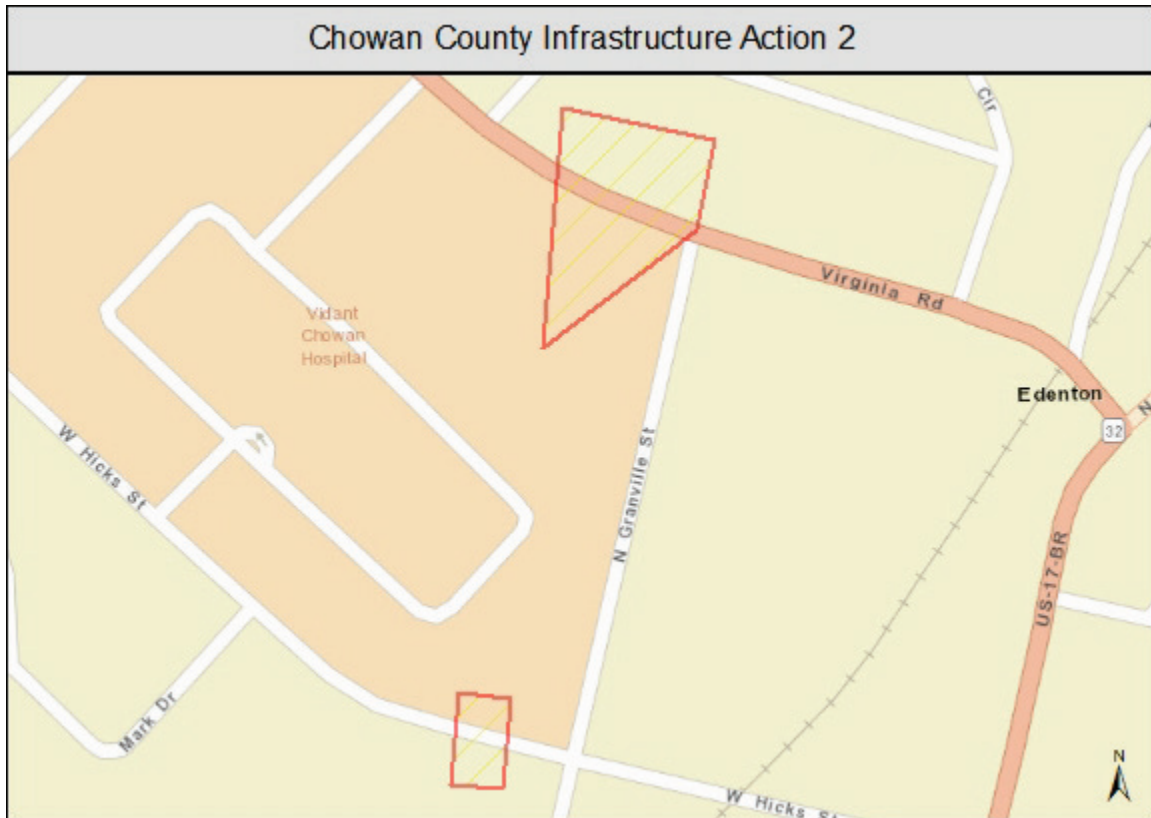 Chowan County Infrastructure Action 2
Cir
Virginia Rd
Vidant
Chowan
Hospital
Edenton
N
32
W Hicks St
N Granville St
US-17-BR
Mark Dr
N
W Hicks St